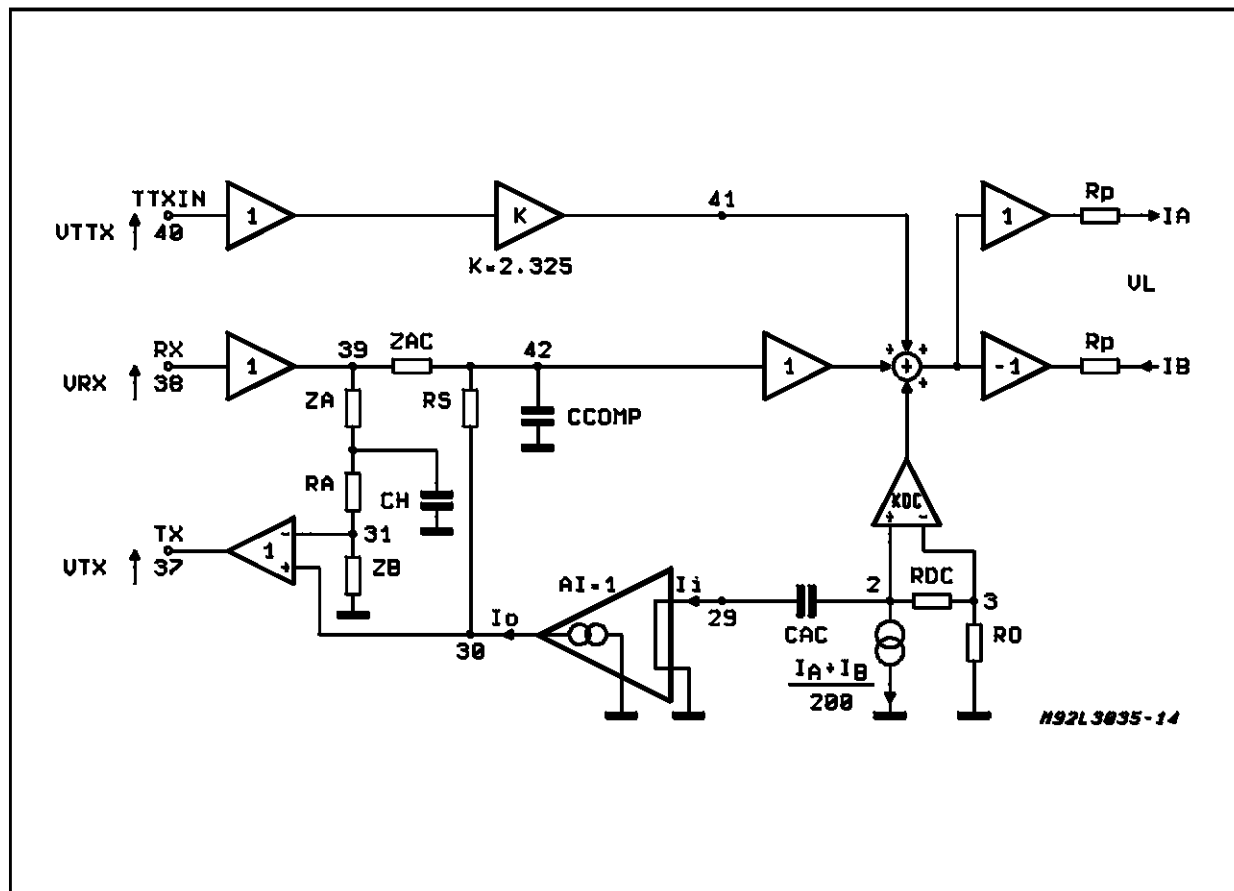 TTXIN
VTTX
40
1
K
K=2.325
41
1
Rp
IA
VL
RX
VRX
38
1
39
ZAC
42
1
+
+
+
+
-1
Rp
IB
ZA
RS
CCOMP
RA
CH
KDC
+
-
TX
VTX
37
1
-
+
31
ZB
AI=1
Ii
29
CAC
2
RDC
3
RO
Io
30
IA+IB
200
M92L3035-14